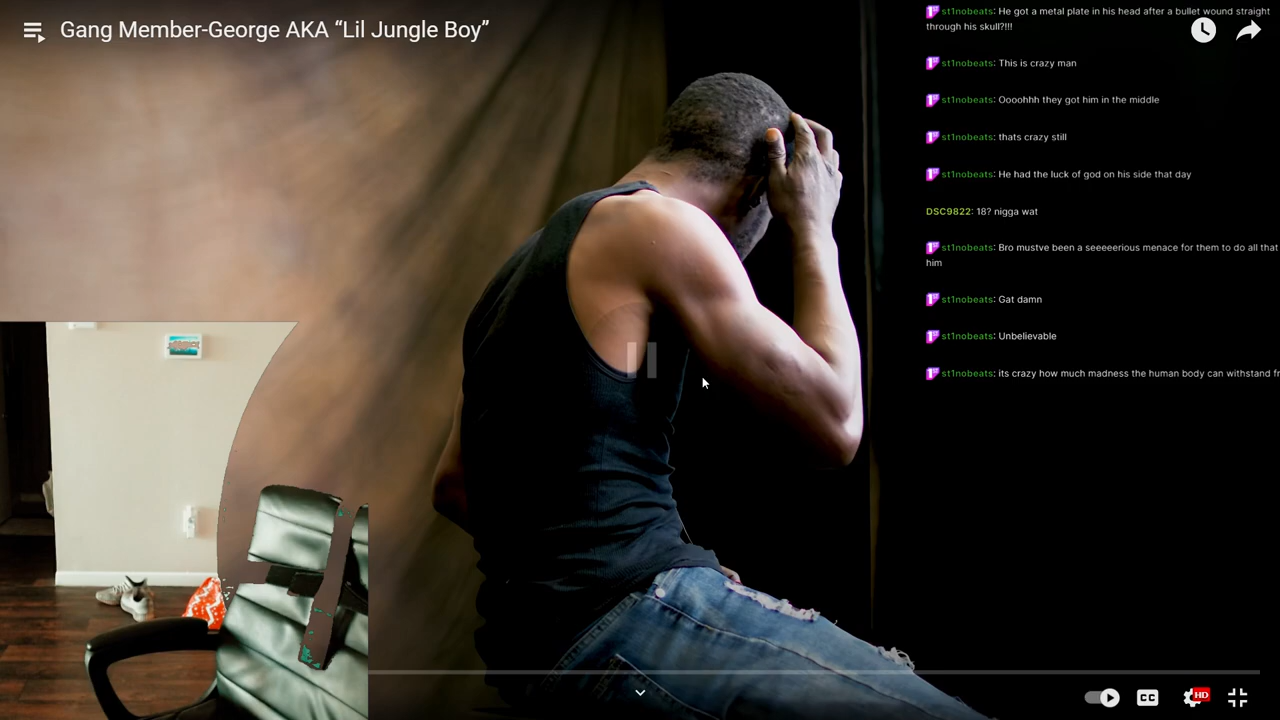 Gang Member-George AKA “Lil Jungle Boy”
st1nobeats: He got a metal plate in his head after a bullet wound straight
through his skull?!!!
st1nobeats: This is crazy man
st1nobeats: Ooohhh they got him in the middle
st1nobeats: thats crazy still
st1nobeats: He had the luck of god on his side that day
DSC9822: 18? nigga wat
st1nobeats: Bro mustve been a seeeeerious menace for them to do all that
him
st1nobeats: Gat damn
st1nobeats: Unbelievable
st1nobeats: its crazy how much madness the human body can withstand fr
CC
HD